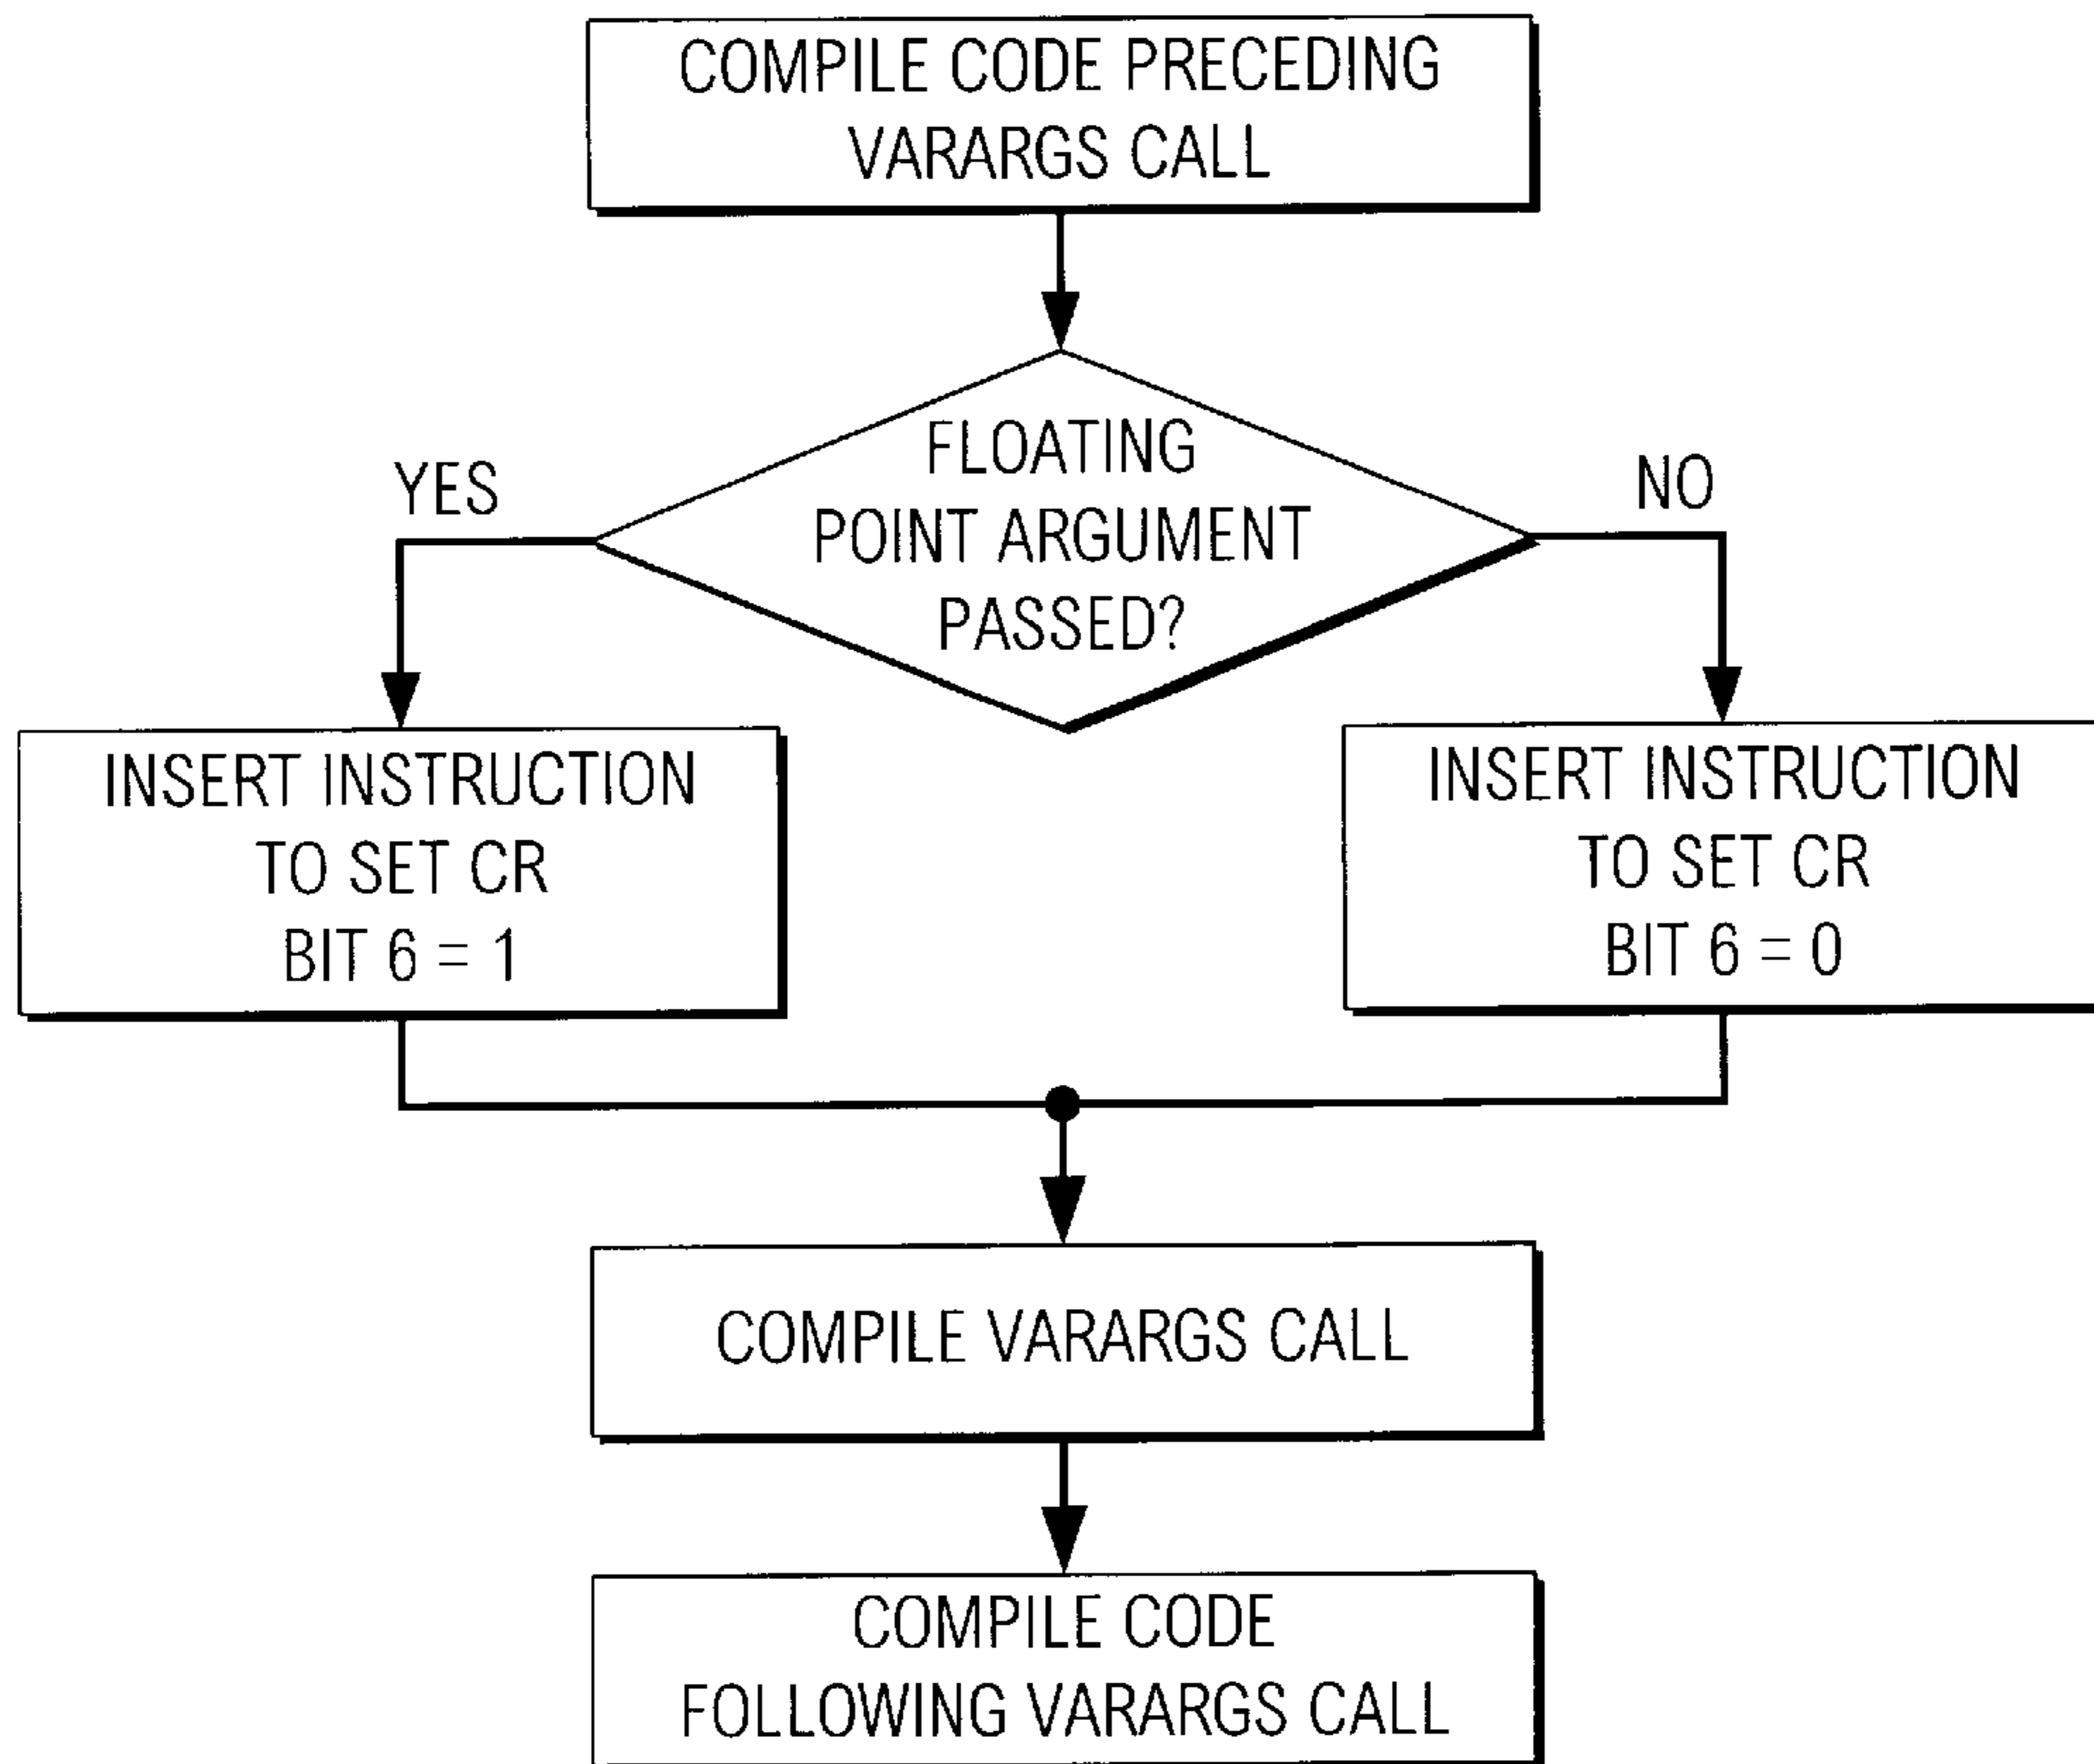 COMPILE CODE PRECEDING
VARARGS CALL
FLOATING
POINT ARGUMENT
PASSED?
YES
NO
INSERT INSTRUCTION
TO SET CR
BIT 6 = 1
INSERT INSTRUCTION
TO SET CR
BIT 6 = 0
COMPILE VARARGS CALL
COMPILE CODE
FOLLOWING VARARGS CALL